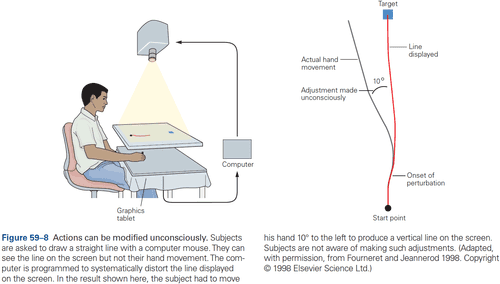 Computer
Graphics
tablet
Target
Line
displayed
Actual hand
movement
Adjustment made
unconsciously
10°
Onset of
perturbation
Start point
Figure 59–8 Actions can be modified unconsciously. Subjects
are asked to draw a straight line with a computer mouse. They can
see the line on the screen but not their hand movement. The com-
puter is programmed to systematically distort the line displayed
on the screen. In the result shown here, the subject had to move
his hand 10° to the left to produce a vertical line on the screen.
Subjects are not aware of making such adjustments. (Adapted,
with permission, from Fourneret and Jeannerod 1998. Copyright
© 1998 Elsevier Science Ltd.)